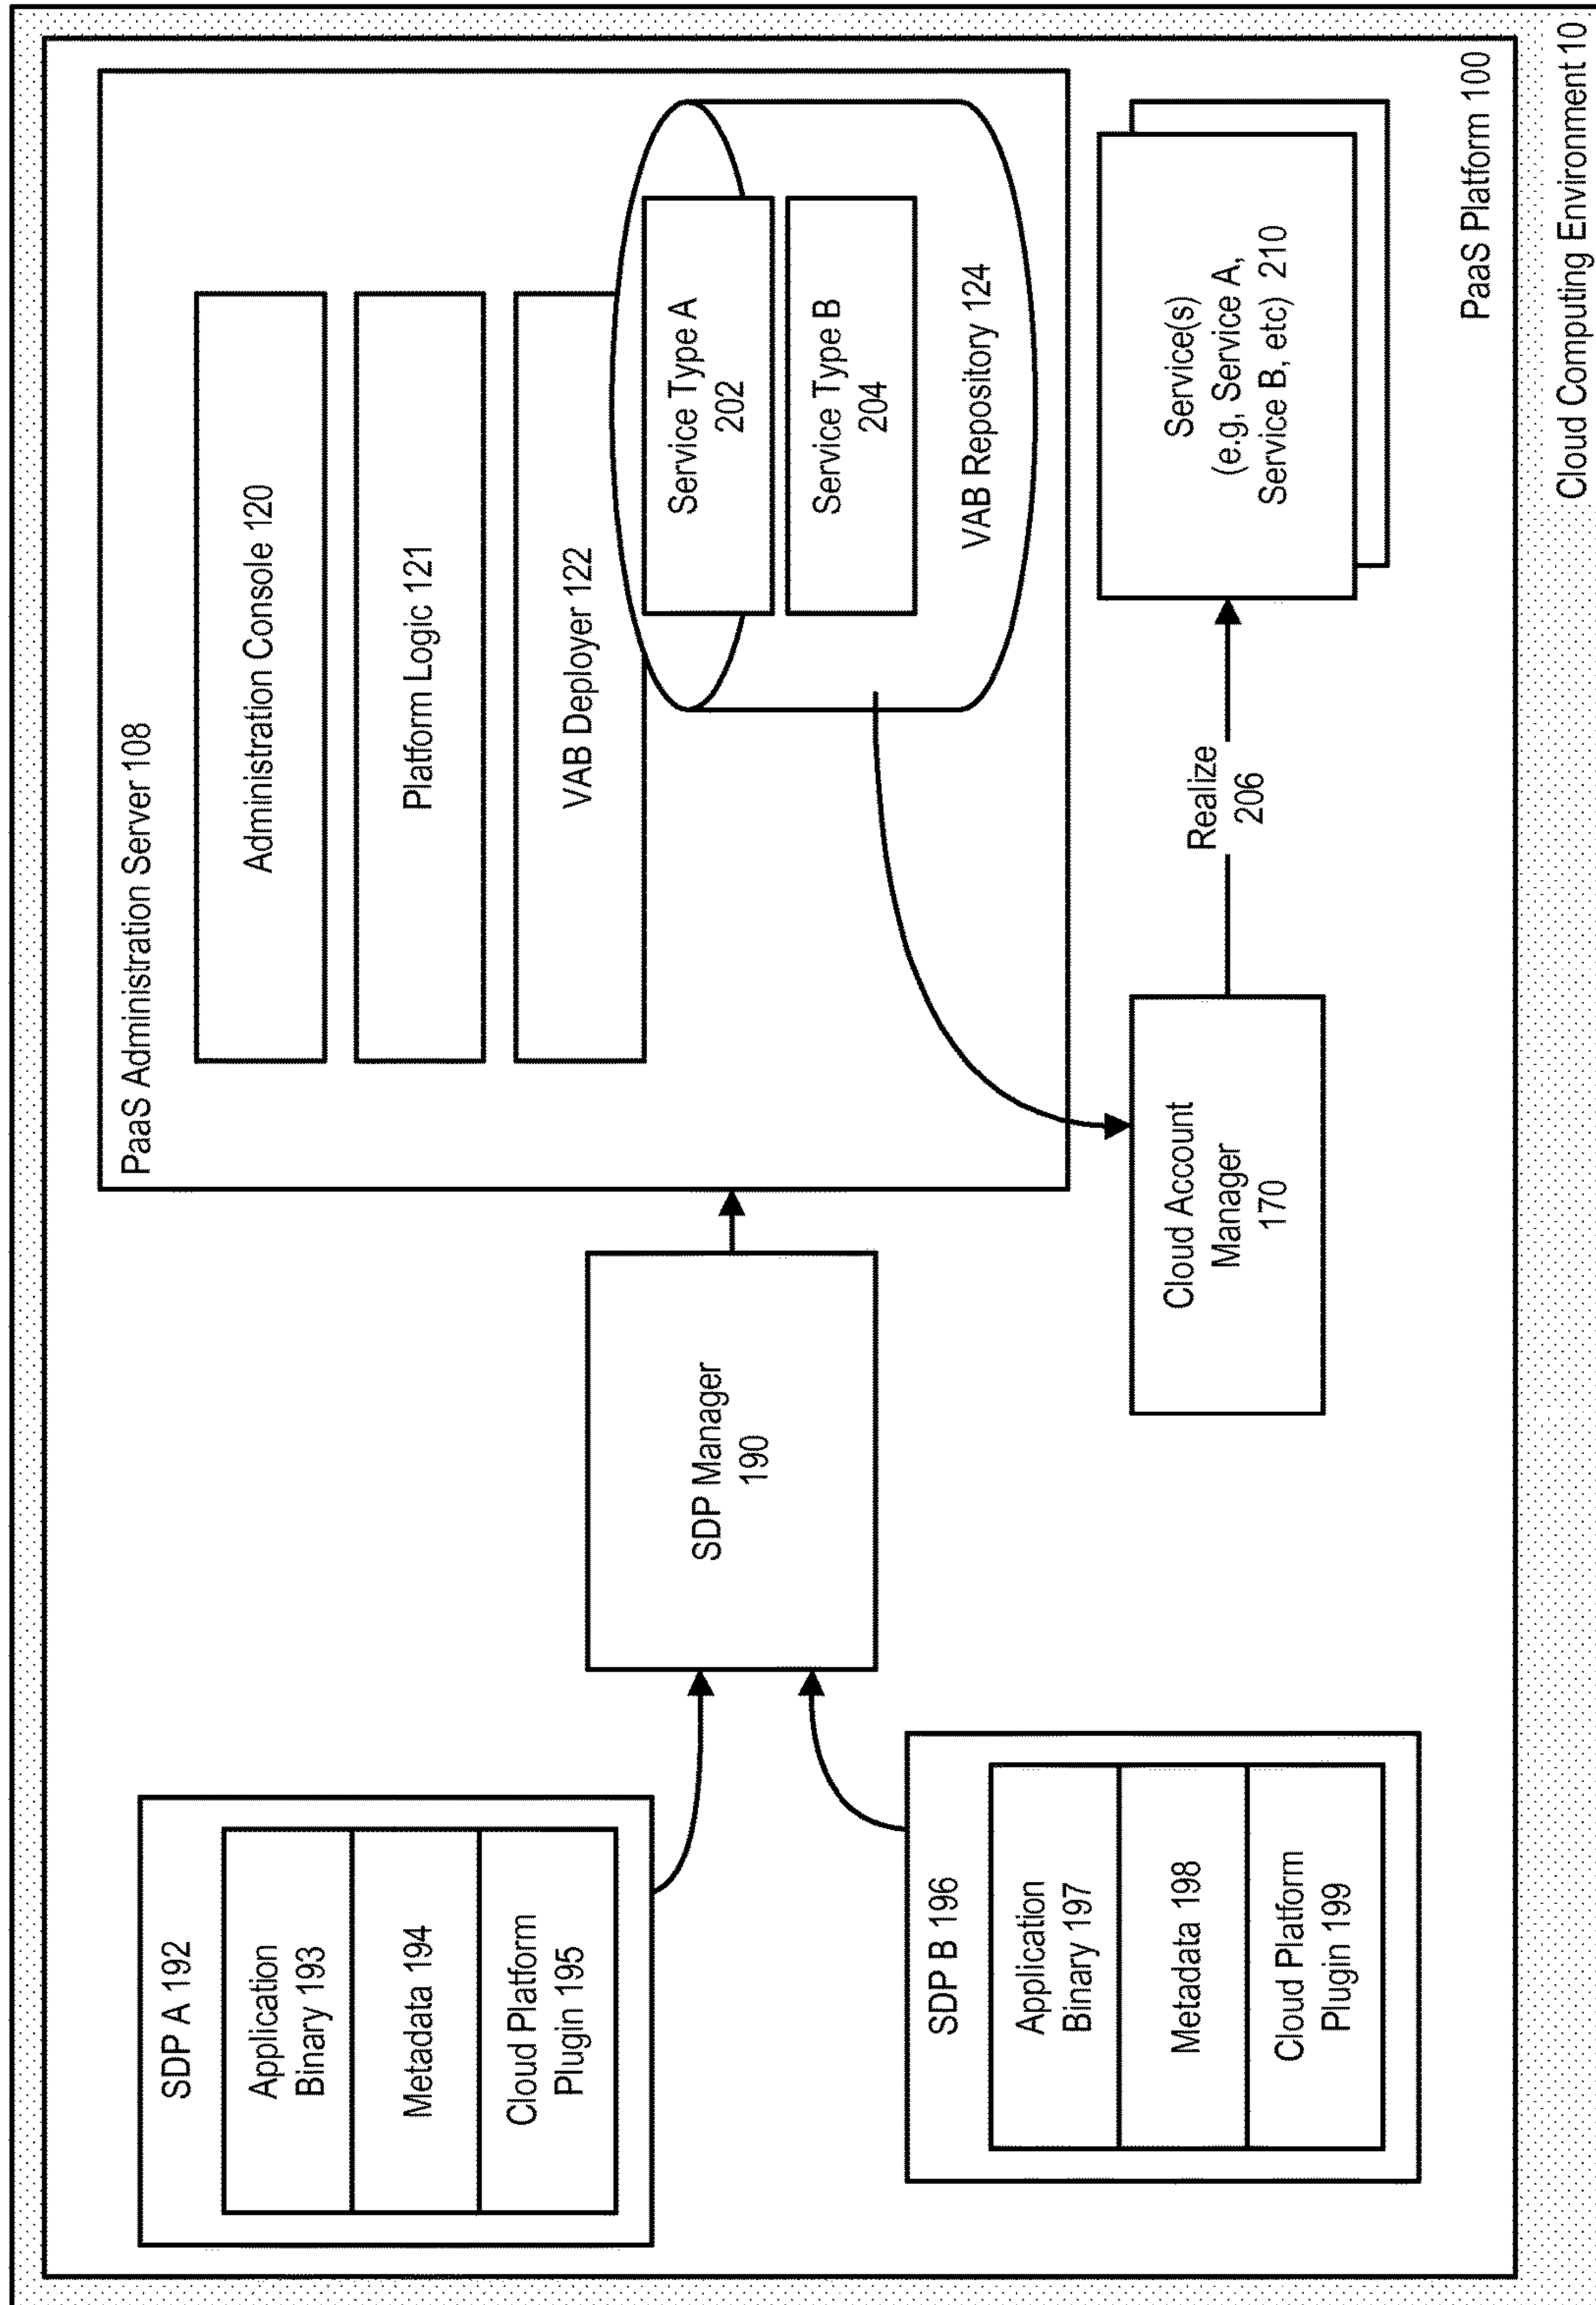 PaaS Administration Server 108
Administration Console 120
Platform Logic 121
VAB Deployer 122
Service Type A
202
Service Type B
204
VAB Repository 124
SDP A 192
Application
Binary 193
Metadata 194
Cloud Platform
Plugin 195
SDP Manager
190
SDP B 196
Application
Binary 197
Metadata 198
Cloud Platform
Plugin 199
Cloud Account
Manager
170
Realize
206
Service(s)
(e.g, Service A,
Service B, etc) 210
PaaS Platform 100
Cloud Computing Environment 10